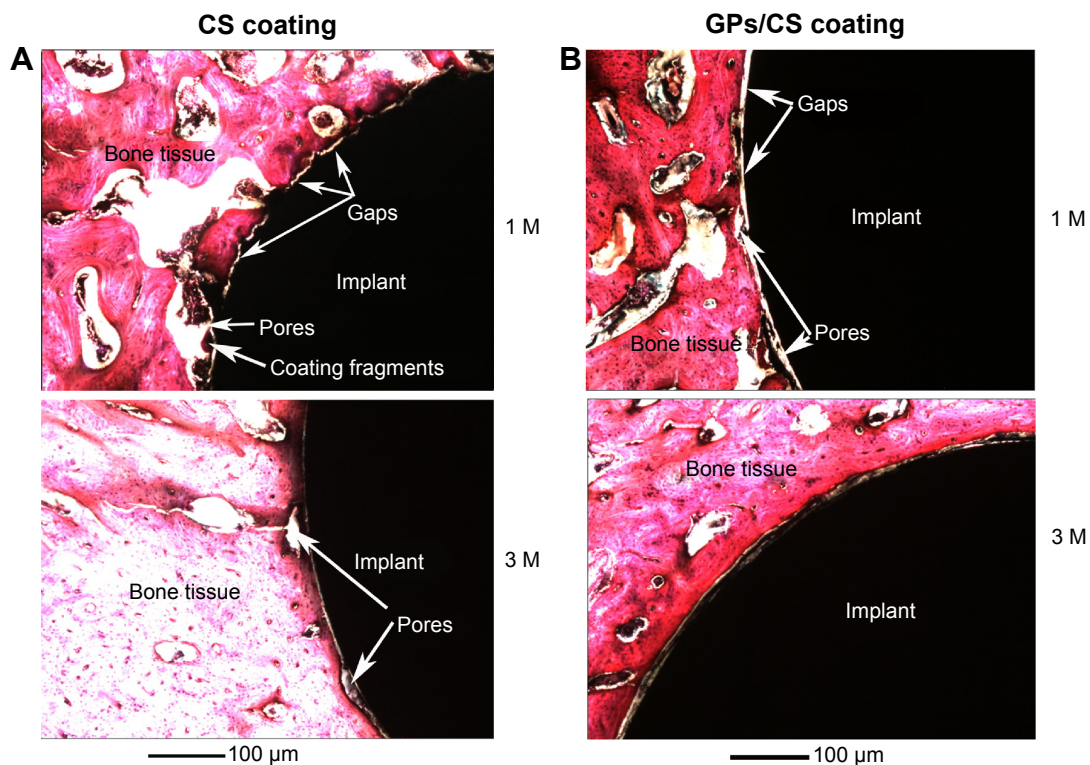 CS coating
GPs/CS coating
A
B
Bone tissue
Gaps
Implant
Pores
Coating fragments
1 M
Gaps
Implant
Pores
Bone tissue
1 M
Implant
Bone tissue
Pores
3 M
Bone tissue
Implant
3 M
100 µm
100 µm